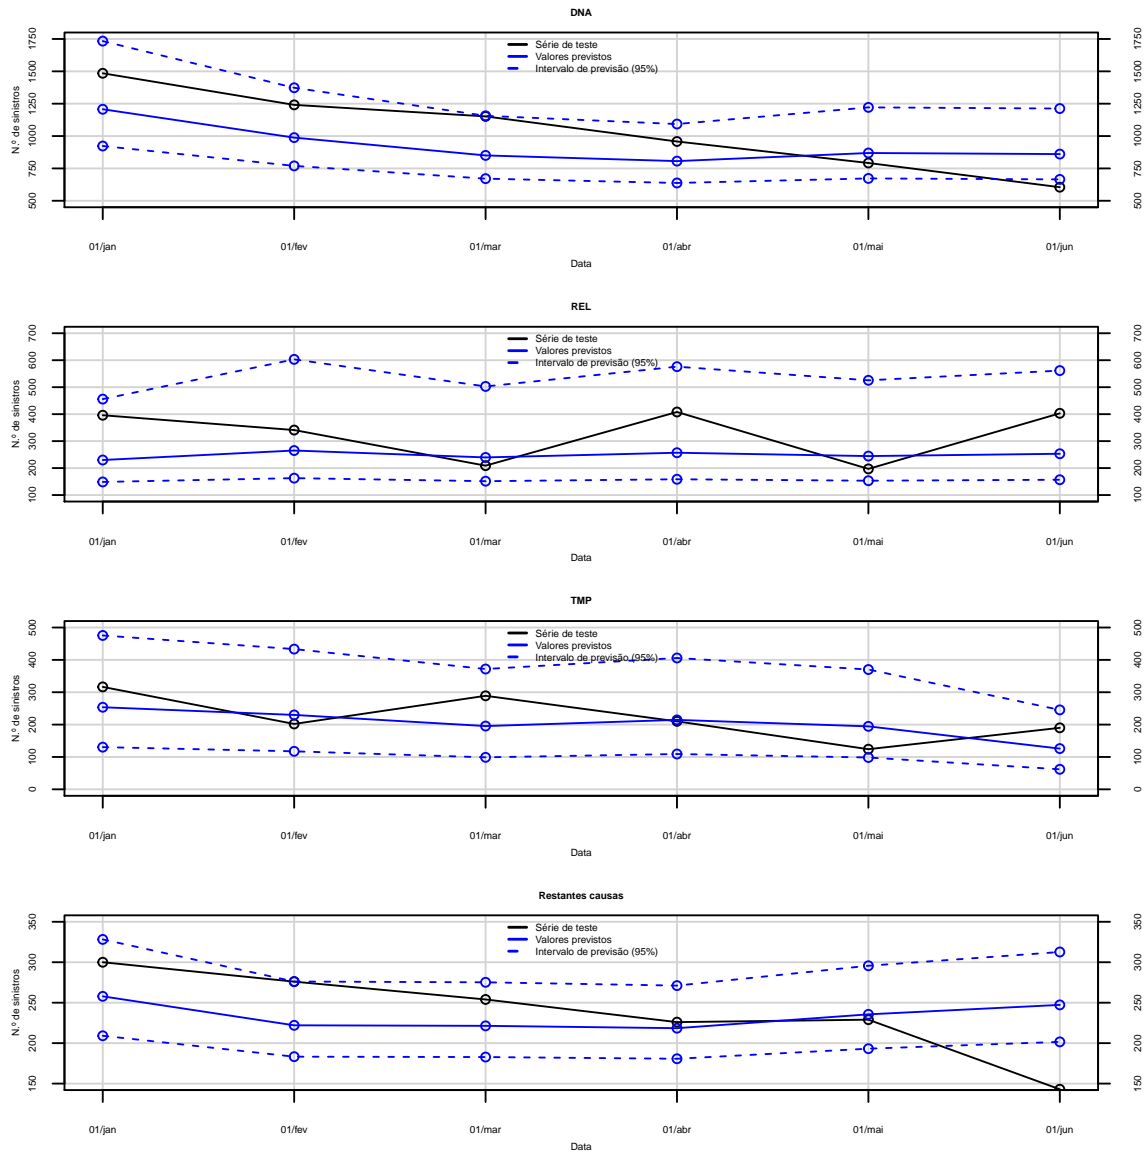 DNA
1750
1500
1250
1000
750
500
N.º de sinistros
Série de teste
Valores previstos
Intervalo de previsão (95%)
1750
1500
1250
1000
750
500
01/jan 01/fev 01/mar 01/abr 01/mai 01/jun
Data
REL
700
600
500
400
300
200
100
N.º de sinistros
Série de teste
Valores previstos
Intervalo de previsão (95%)
700
600
500
400
300
200
100
01/jan 01/fev 01/mar 01/abr 01/mai 01/jun
Data
TMP
500
400
300
200
100
0
N.º de sinistros
Série de teste
Valores previstos
Intervalo de previsão (95%)
500
400
300
200
100
0
01/jan 01/fev 01/mar 01/abr 01/mai 01/jun
Data
Restantes causas
350
300
250
200
150
N.º de sinistros
Série de teste
Valores previstos
Intervalo de previsão (95%)
350
300
250
200
150
01/jan 01/fev 01/mar 01/abr 01/mai 01/jun
Data